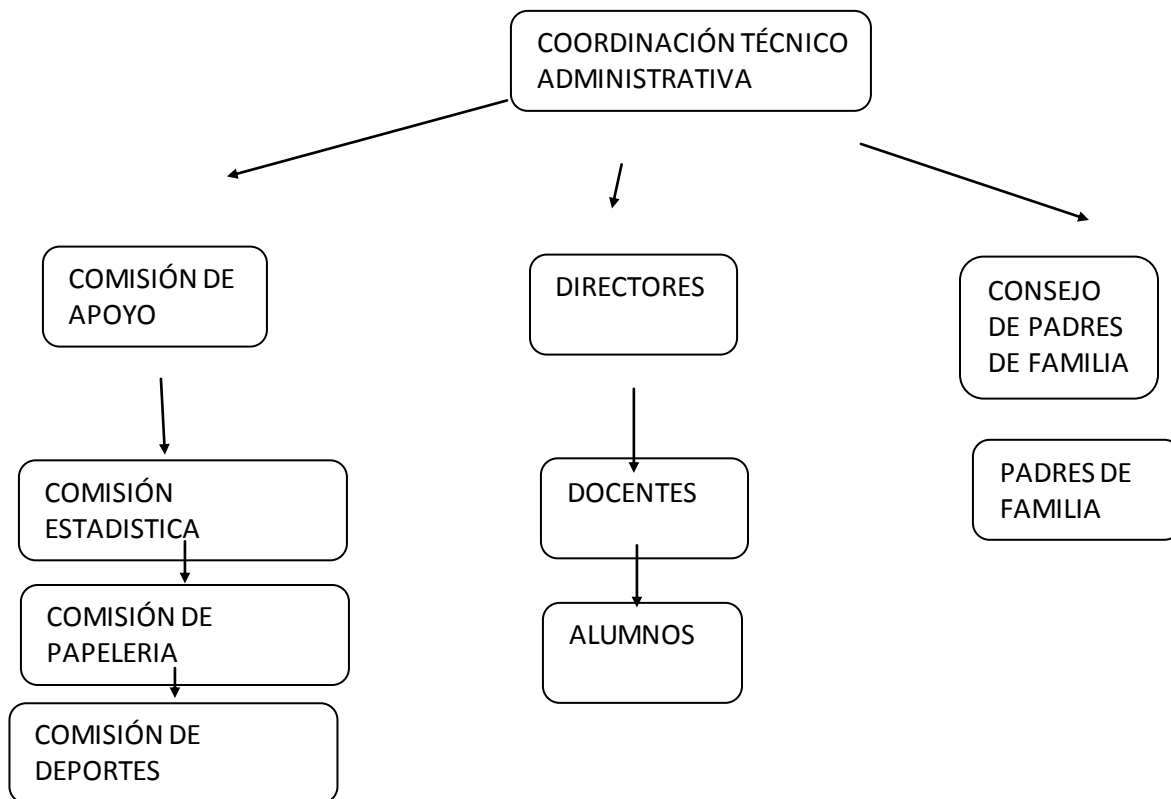 COORDINACIÓN TÉCNICO
ADMINISTRATIVA
COMISIÓN DE
APOYO
DIRECTORES
CONSEJO
DE PADRES
DE FAMILIA
COMISIÓN
ESTADISTICA
DOCENTES
PADRES DE
FAMILIA
COMISIÓN DE
PAPELERIA
ALUMNOS
COMISIÓN DE
DEPORTES